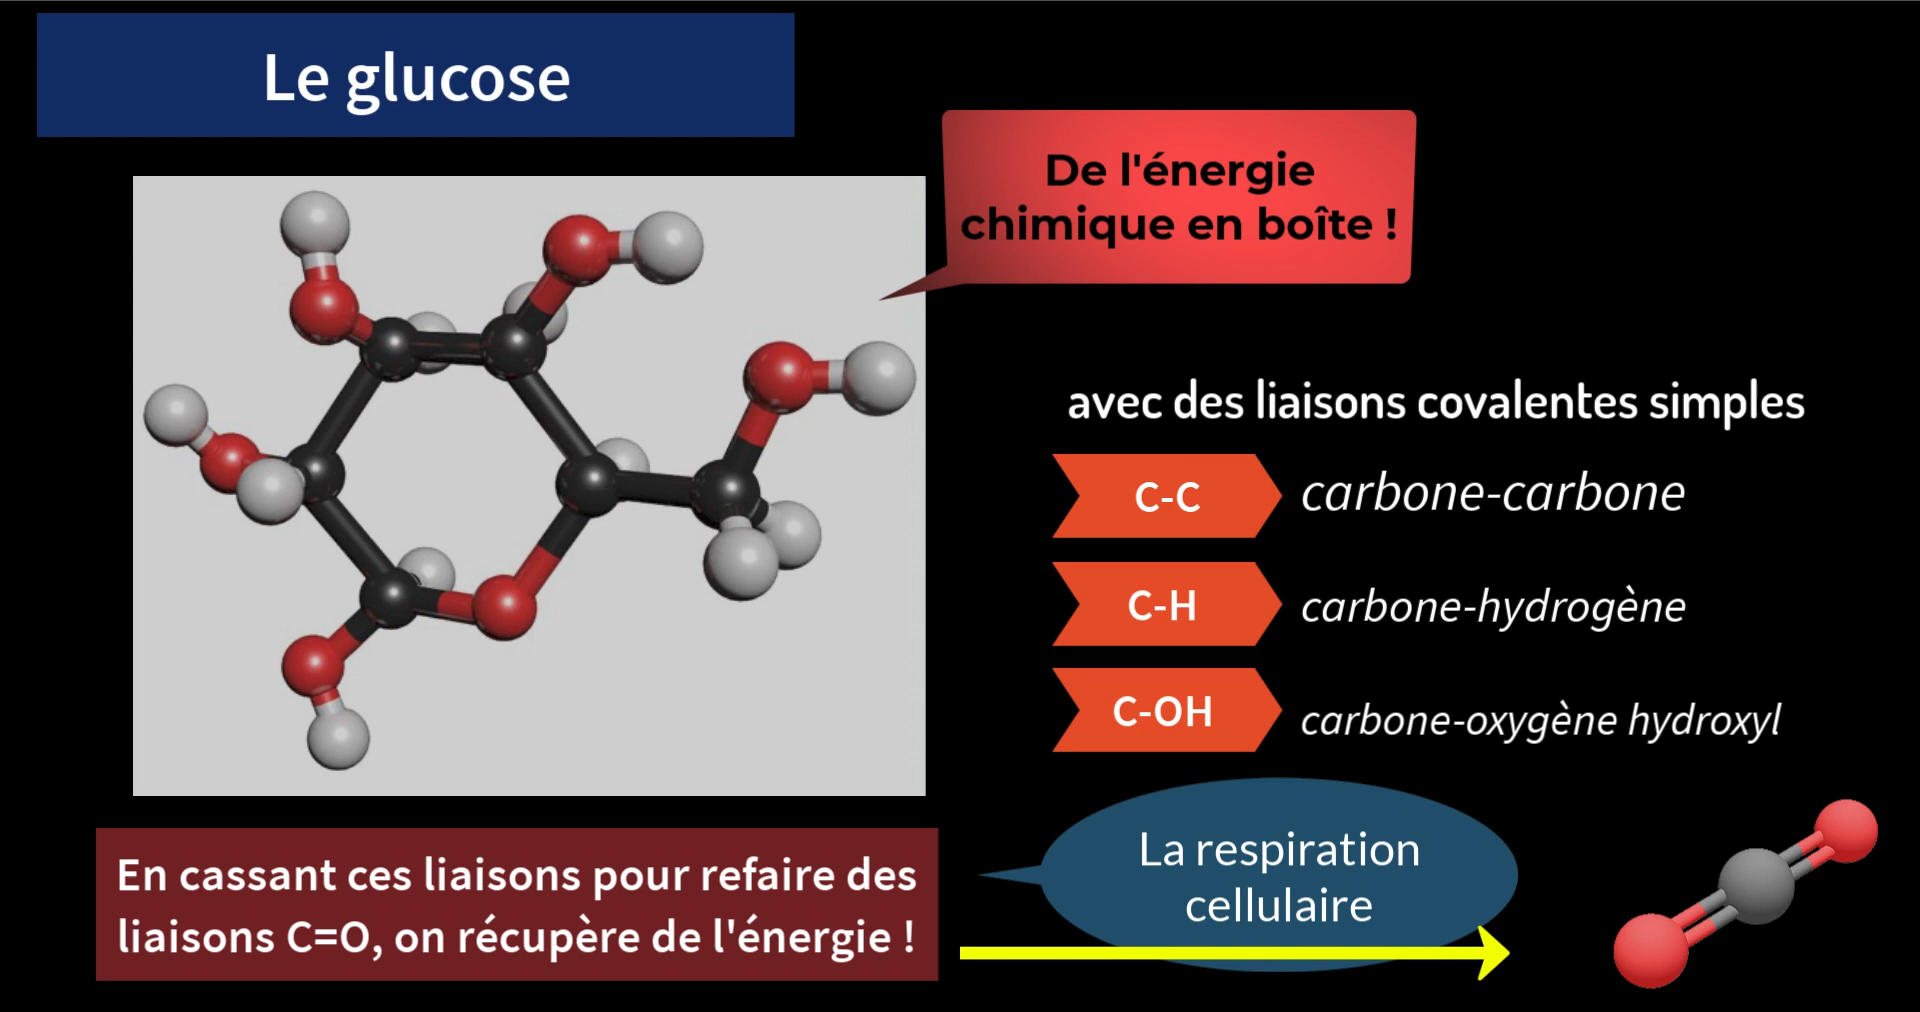 Le glucose
De l'énergie
chimique en boîte !
avec des liaisons covalentes simples
C-C carbone-carbone
C-H carbone-hydrogène
C-OH carbone-oxygène hydroxyl
En cassant ces liaisons pour refaire des
liaisons C=O, on récupère de l'énergie !
La respiration
cellulaire